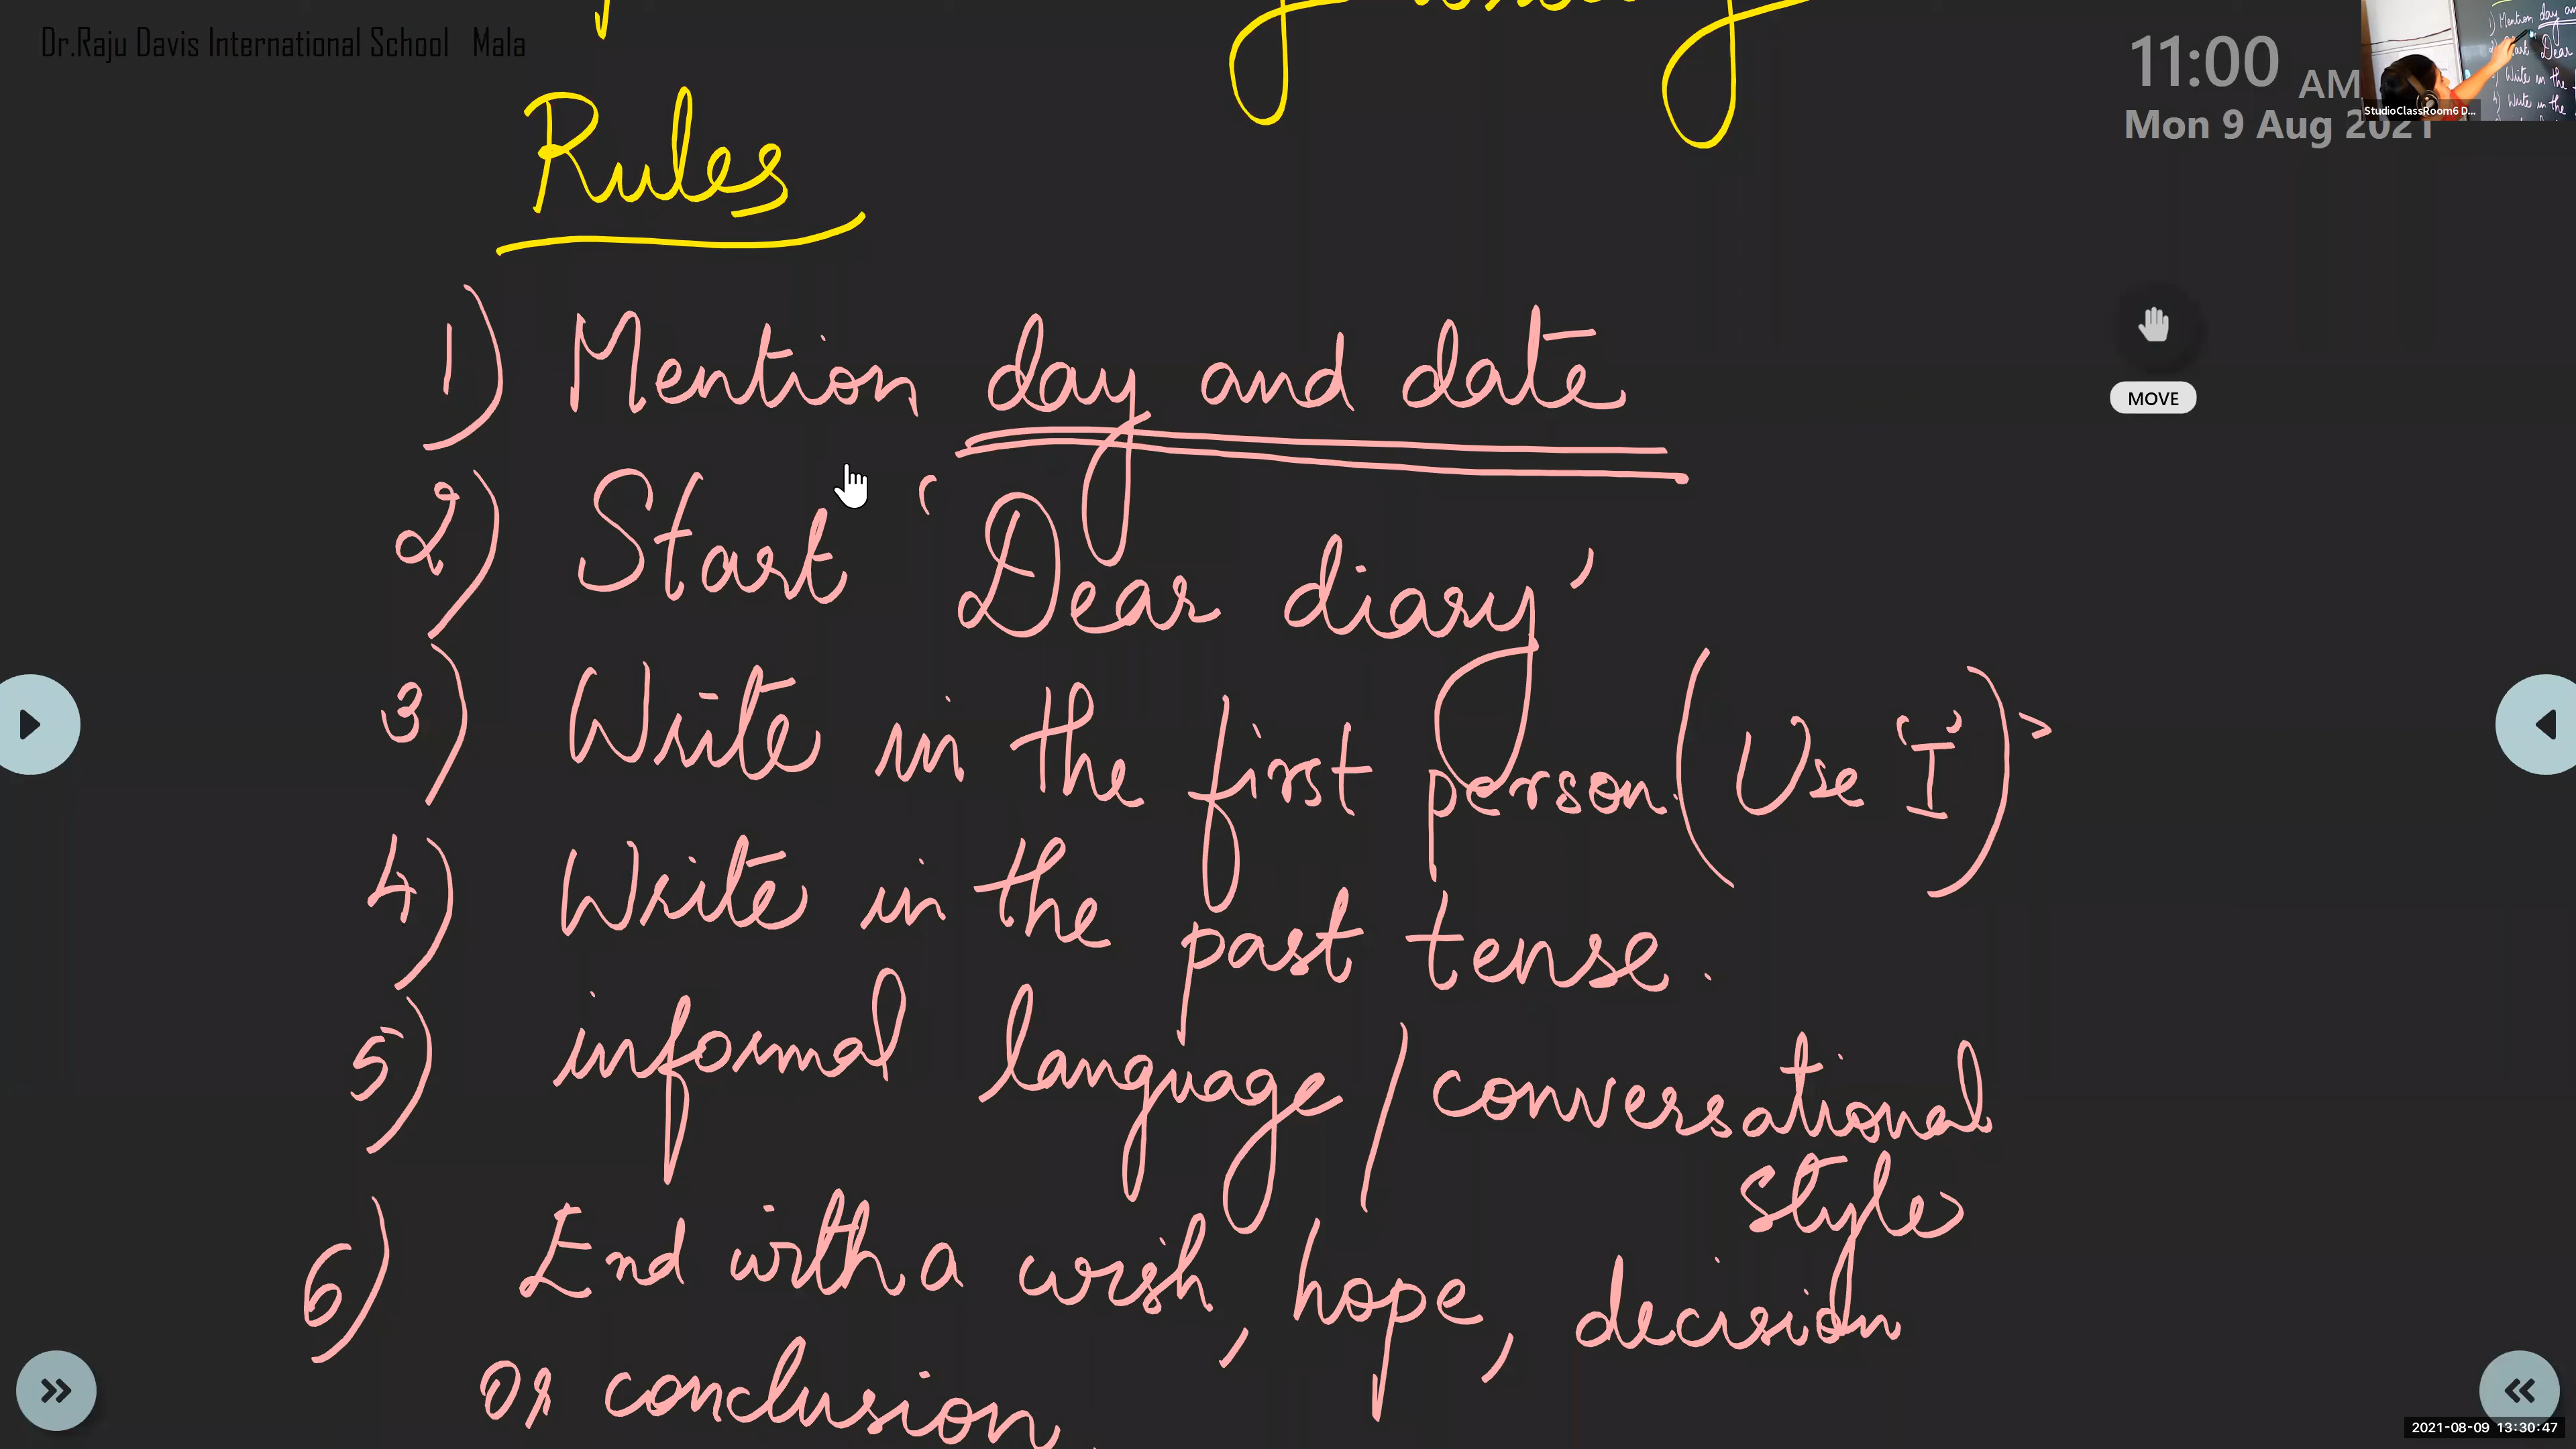 Dr.Raju Davis International School Mala
11:00 AM
Mon 9 Aug 2021
StudioClassRoom6 D...
Rules
1) Mention day and date
MOVE
2) Start 'Dear diary'
3) Write in the first person. (Use 'I')
4) Write in the past tense.
5) informal language / conversational
style
6) End with a wish, hope, decision
or conclusion.
2021-08-09 13:30:47